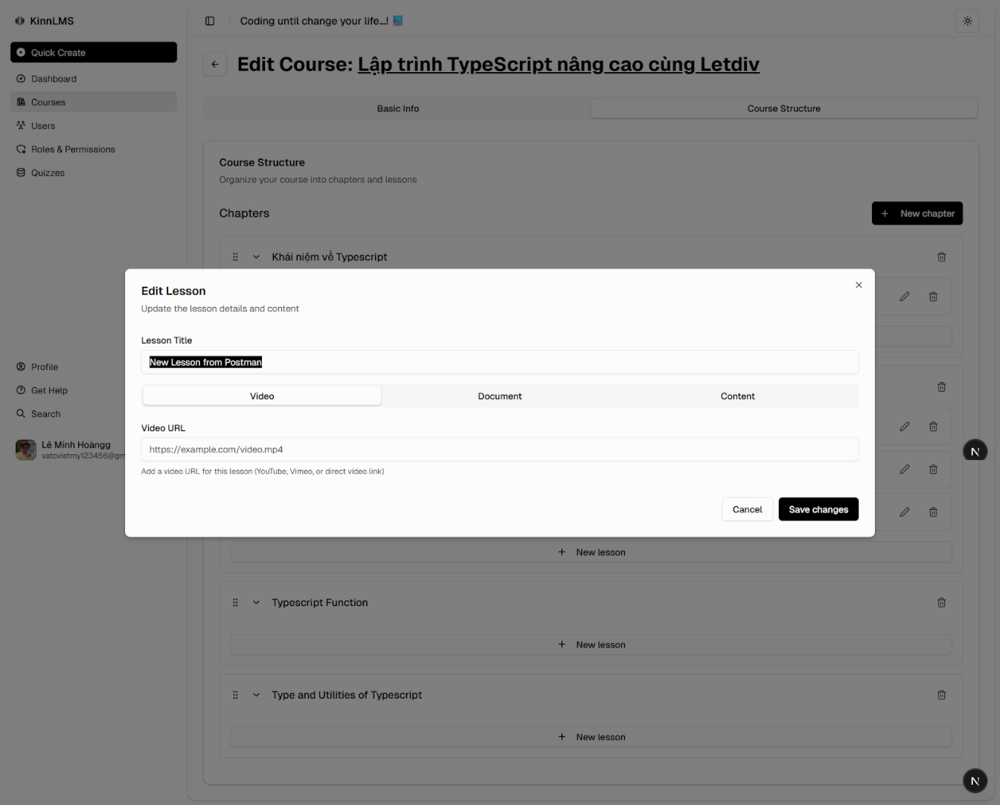 KinnLMS
Quick Create
Dashboard
Courses
Users
Roles & Permissions
Quizzes
Profile
Get Help
Search
Lê Minh Hoàngg
vatcvietmy123456@gm
Coding until change your life...!
Edit Course: Lập trình TypeScript nâng cao cùng Letdiv
Basic Info
Course Structure
Course Structure
Organize your course into chapters and lessons
Chapters
New chapter
Khái niệm về Typescript
Edit Lesson
Update the lesson details and content
Lesson Title
New Lesson from Postman
Video
Document
Content
Video URL
https://example.com/video.mp4
Add a video URL for this lesson (YouTube, Vimeo, or direct video link)
Cancel
Save changes
New lesson
Typescript Function
New lesson
Type and Utilities of Typescript
New lesson
N
N